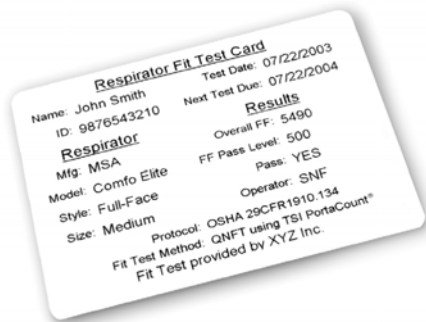 Respirator Fit Test Card
Name: John Smith Test Date: 07/22/2003
ID: 9876543210 Next Test Due: 07/22/2004
Respirator Results
Mfg: MSA Overall FF: 5490
Model: Comfo Elite FF Pass Level: 500
Style: Full-Face Pass: YES
Size: Medium Operator: SNF
Protocol: OSHA 29CFR1910.134
Fit Test Method: QNFT using TSI PortaCount®
Fit Test provided by XYZ Inc.